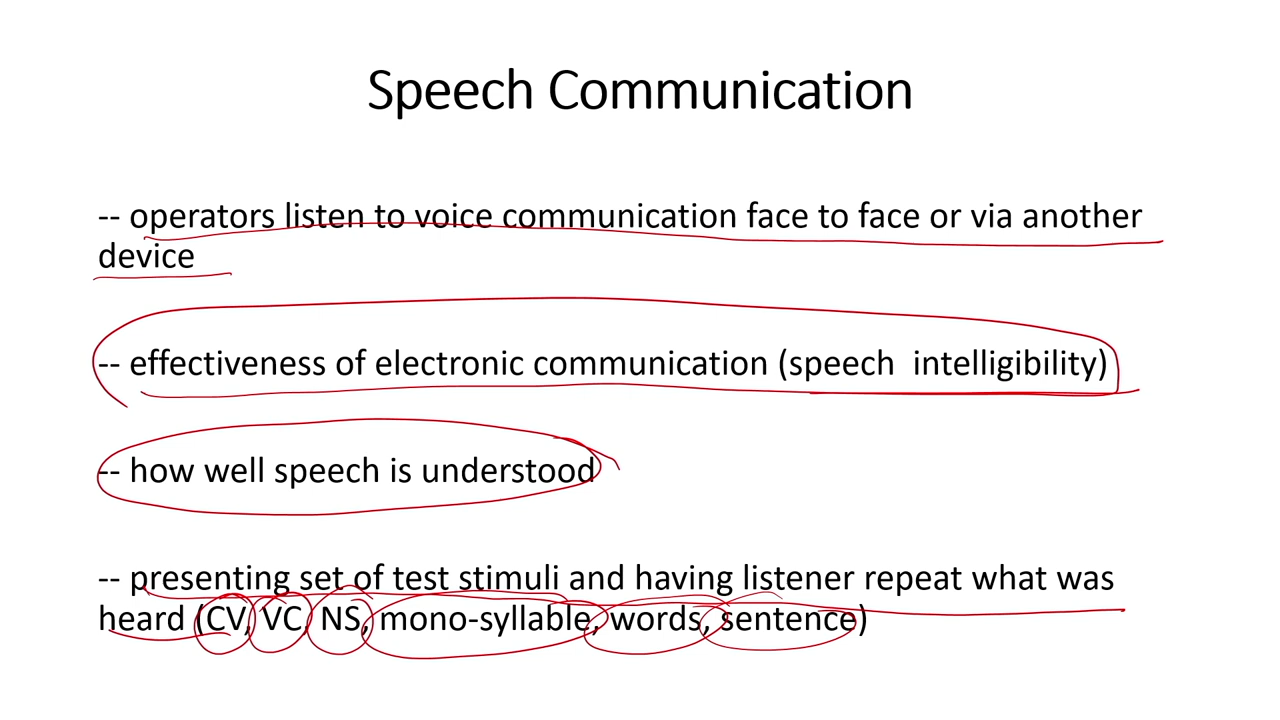 Speech Communication
-- operators listen to voice communication face to face or via another
device
-- effectiveness of electronic communication (speech  intelligibility)
-- how well speech is understood
-- presenting set of test stimuli and having listener repeat what was
heard (CV, VC, NS, mono-syllable, words, sentence)